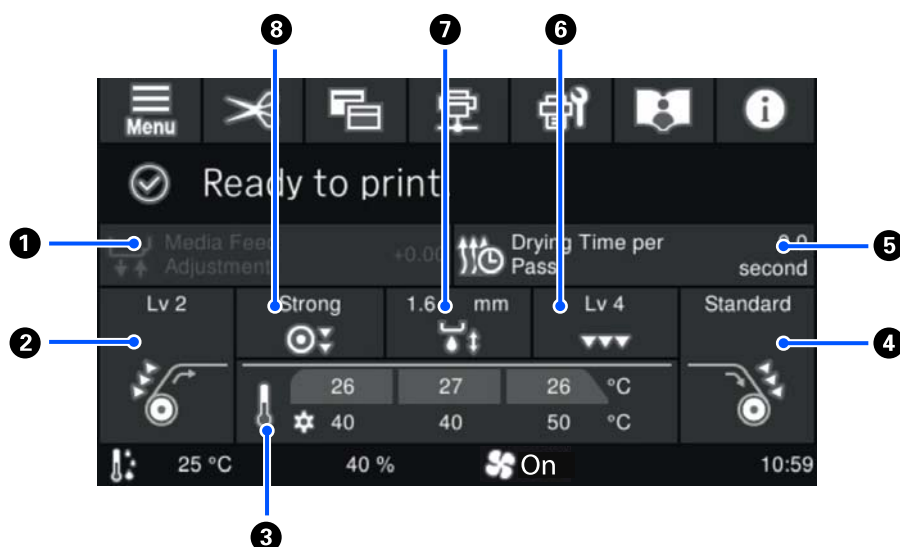 8 7 6
Menu
Ready to print.
1
Media Feed
Adjustment
+0.00
Drying Time per
Pass
second
5
2
Lv 2
Strong
1.6 mm
Lv 4
Standard
4
26 27 26 °C
40 40 50 °C
25 °C 40 % On 10:59
3